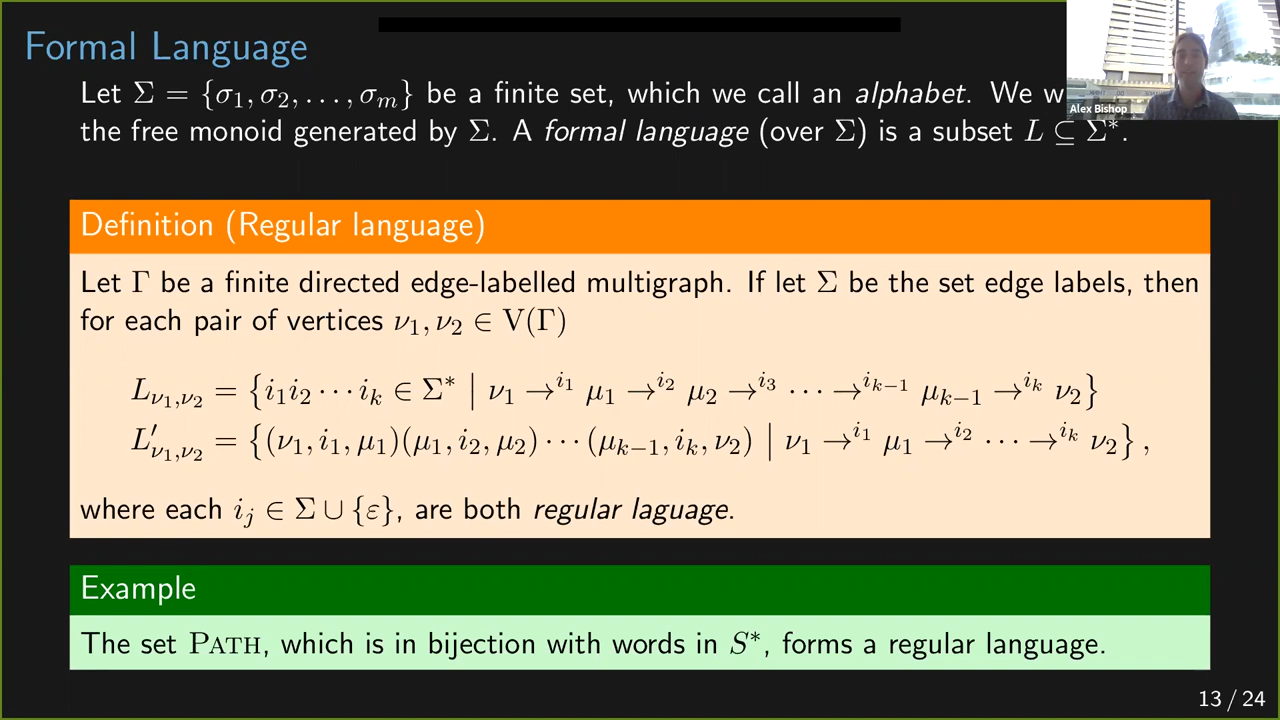 Formal Language
Let Σ = {σ₁, σ₂, . . . , σₘ} be a finite set, which we call an alphabet. We w
Alex Bishop
the free monoid generated by Σ. A formal language (over Σ) is a subset L ⊆ Σ*.
Definition (Regular language)
Let Γ be a finite directed edge-labelled multigraph. If let Σ be the set edge labels, then
for each pair of vertices ν₁, ν₂ ∈ V(Γ)
L_{ν₁,ν₂} = {i₁i₂ ⋯ iₖ ∈ Σ* | ν₁ →^{i₁} μ₁ →^{i₂} μ₂ →^{i₃} ⋯ →^{i_{k−1}} μ_{k−1} →^{iₖ} ν₂}
L′_{ν₁,ν₂} = {(ν₁, i₁, μ₁)(μ₁, i₂, μ₂) ⋯ (μ_{k−1}, iₖ, ν₂) | ν₁ →^{i₁} μ₁ →^{i₂} ⋯ →^{iₖ} ν₂},
where each iⱼ ∈ Σ ∪ {ε}, are both regular laguage.
Example
The set PATH, which is in bijection with words in S*, forms a regular language.
13 / 24